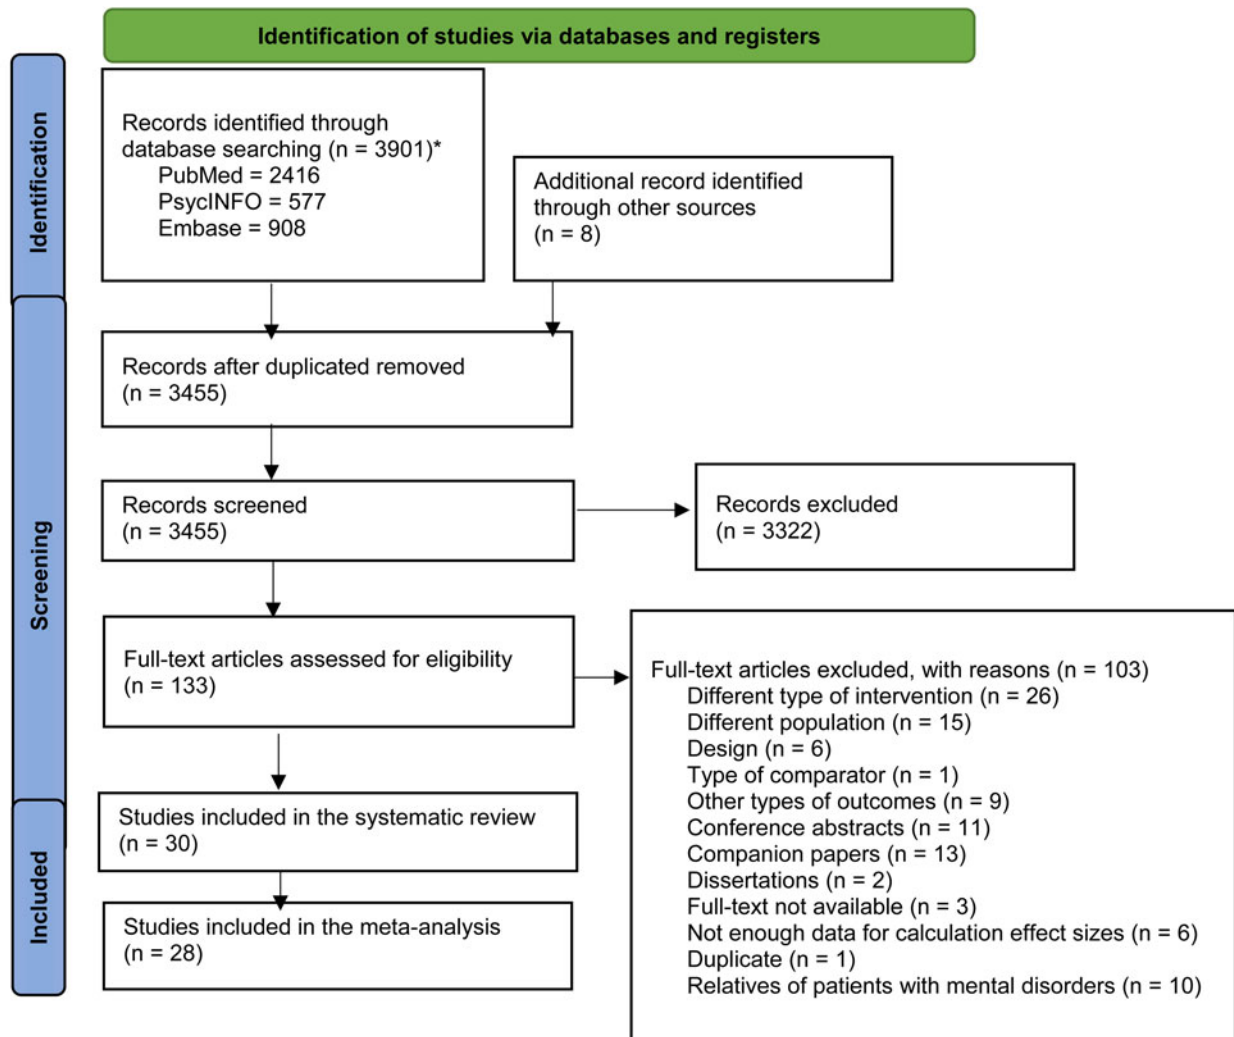 Identification of studies via databases and registers
Identification
Records identified through
database searching (n = 3901)*
PubMed = 2416
PsycINFO = 577
Embase = 908
Additional record identified
through other sources
(n = 8)
Screening
Records after duplicated removed
(n = 3455)
Records screened
(n = 3455)
Records excluded
(n = 3322)
Full-text articles assessed for eligibility
(n = 133)
Full-text articles excluded, with reasons (n = 103)
Different type of intervention (n = 26)
Different population (n = 15)
Design (n = 6)
Type of comparator (n = 1)
Other types of outcomes (n = 9)
Conference abstracts (n = 11)
Companion papers (n = 13)
Dissertations (n = 2)
Full-text not available (n = 3)
Not enough data for calculation effect sizes (n = 6)
Duplicate (n = 1)
Relatives of patients with mental disorders (n = 10)
Included
Studies included in the systematic review
(n = 30)
Studies included in the meta-analysis
(n = 28)